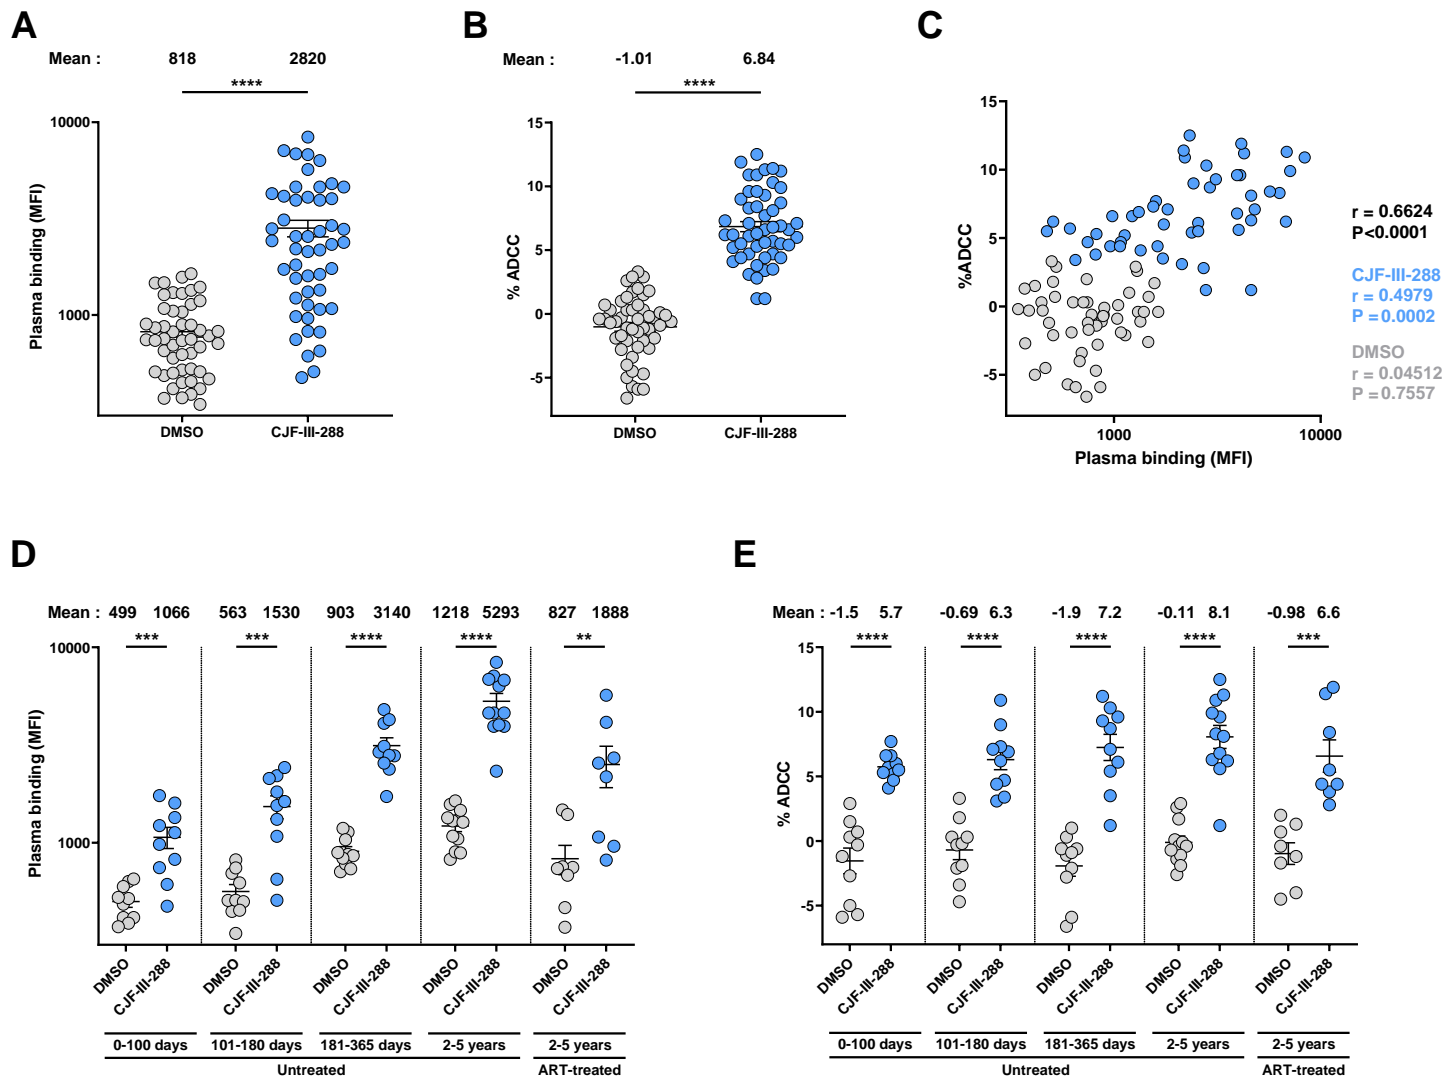 A
Mean : 818 2820
****
10000
1000
Plasma binding (MFI)
DMSO CJF-III-288
B
Mean : -1.01 6.84
****
15
10
5
0
-5
% ADCC
DMSO CJF-III-288
C
15
10
5
0
-5
%ADCC
1000 10000
Plasma binding (MFI)
r = 0.6624
P<0.0001
CJF-III-288
r = 0.4979
P = 0.0002
DMSO
r = 0.04512
P = 0.7557
D
Mean : 499 1066 563 1530 903 3140 1218 5293 827 1888
*** *** **** **** **
10000
1000
Plasma binding (MFI)
DMSO CJF-III-288 DMSO CJF-III-288 DMSO CJF-III-288 DMSO CJF-III-288 DMSO CJF-III-288
0-100 days 101-180 days 181-365 days 2-5 years 2-5 years
Untreated ART-treated
E
Mean : -1.5 5.7 -0.69 6.3 -1.9 7.2 -0.11 8.1 -0.98 6.6
**** **** **** **** ***
15
10
5
0
-5
% ADCC
DMSO CJF-III-288 DMSO CJF-III-288 DMSO CJF-III-288 DMSO CJF-III-288 DMSO CJF-III-288
0-100 days 101-180 days 181-365 days 2-5 years 2-5 years
Untreated ART-treated